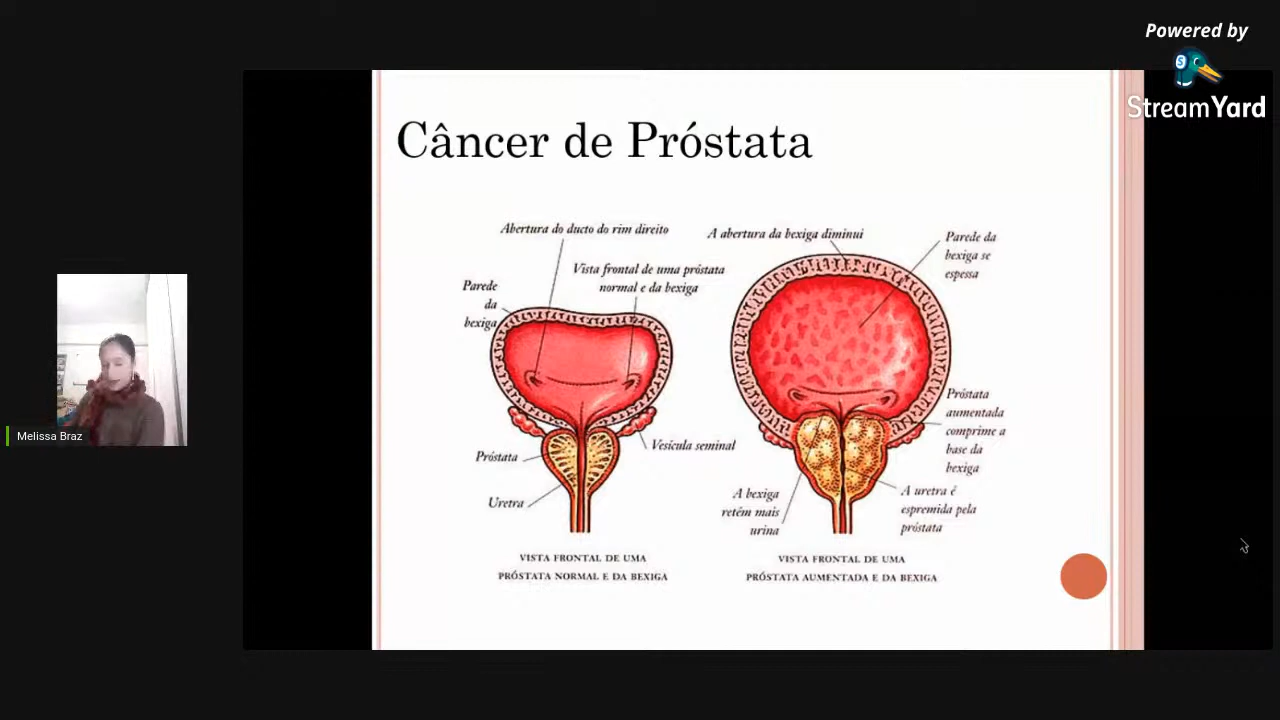 Powered by
StreamYard
Câncer de Próstata
Abertura do ducto do rim direito
Vista frontal de uma próstata
normal e da bexiga
Parede
da
bexiga
Vesícula seminal
Próstata
Uretra
VISTA FRONTAL DE UMA
PRÓSTATA NORMAL E DA BEXIGA
A abertura da bexiga diminui
Parede da
bexiga se
espessa
Próstata
aumentada
comprime a
base da
bexiga
A bexiga
retém mais
urina
A uretra é
espremida pela
próstata
VISTA FRONTAL DE UMA
PRÓSTATA AUMENTADA E DA BEXIGA
Melissa Braz